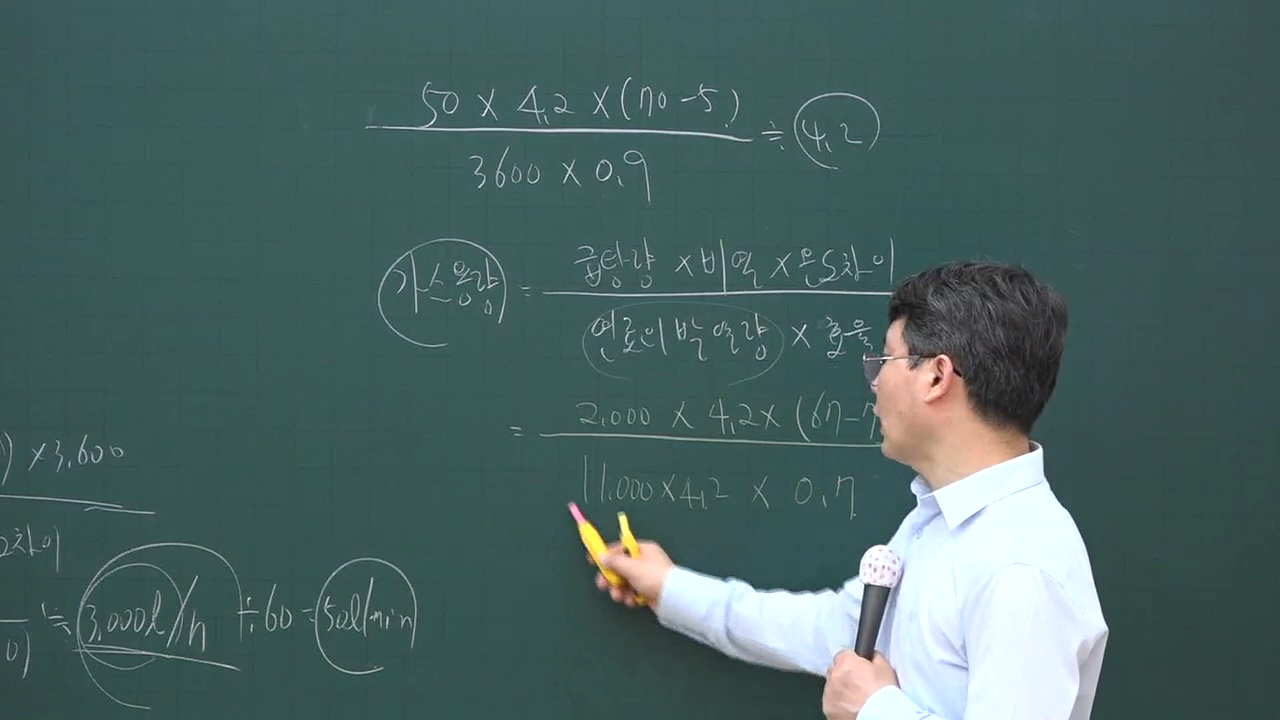 50 × 4.2 × (70 - 5)
3600 × 0.9
≒ 4.2
가스용량 =
급탕량 × 비열 × 온도차이
연료의 발열량 × 효율
=
2,000 × 4.2 × (67 - 7
11,000 × 4.2 × 0.7
) × 3,600
차이
0)
≒ 3,000l/h ÷ 60 = 50l/min